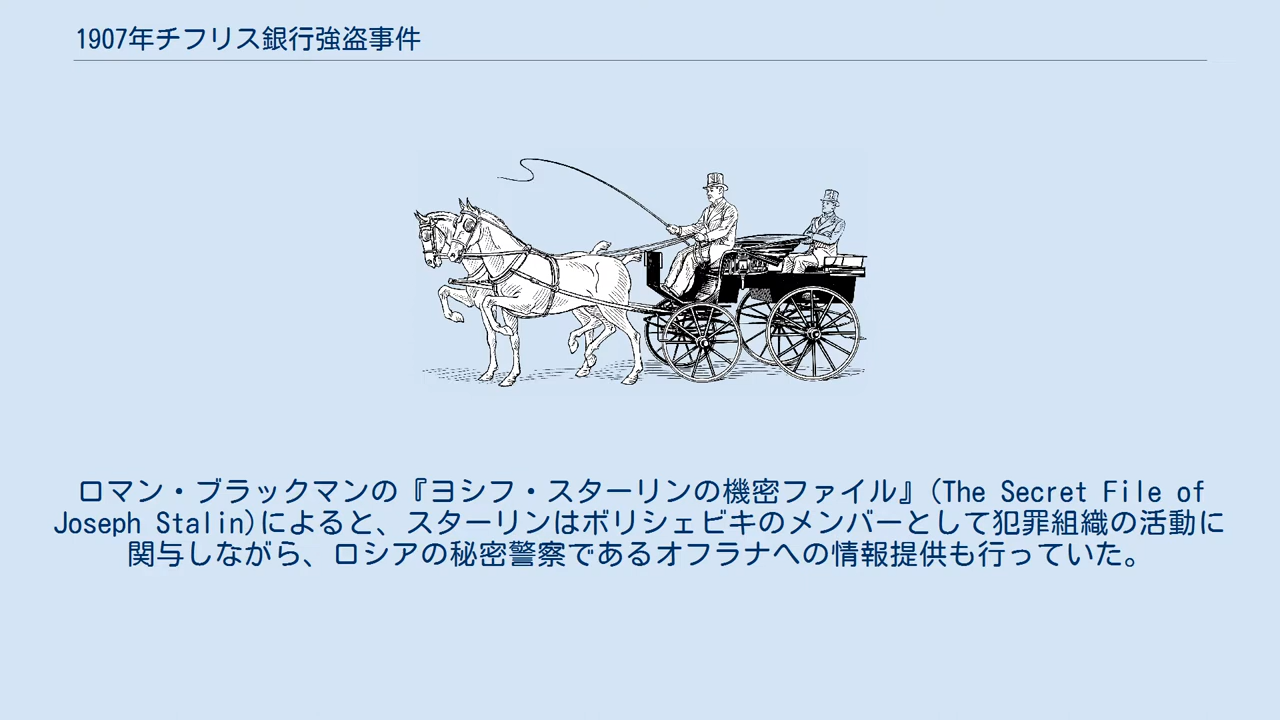 1907年チフリス銀行強盗事件
ロマン・ブラックマンの『ヨシフ・スターリンの機密ファイル』(The Secret File of
Joseph Stalin)によると、スターリンはボリシェビキのメンバーとして犯罪組織の活動に
関与しながら、ロシアの秘密警察であるオフラナへの情報提供も行っていた。